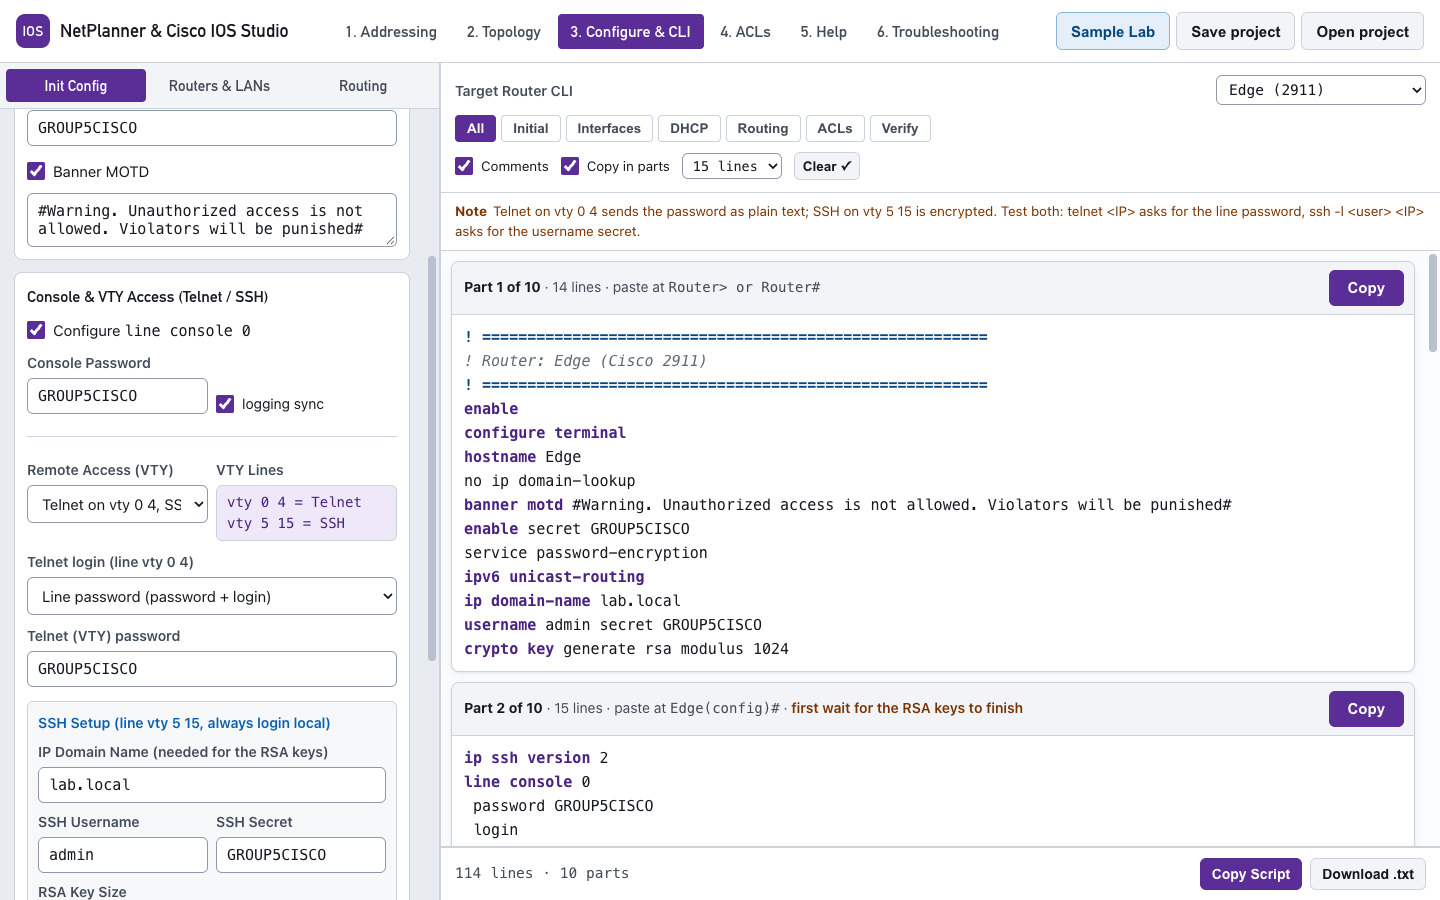 IOS NetPlanner & Cisco IOS Studio 1. Addressing 2. Topology 3. Configure & CLI 4. ACLs 5. Help 6. Troubleshooting Sample Lab Save project Open project
Init Config Routers & LANs Routing
GROUP5CISCO
Banner MOTD
#Warning. Unauthorized access is not
allowed. Violators will be punished#
Console & VTY Access (Telnet / SSH)
Configure line console 0
Console Password
GROUP5CISCO
logging sync
Remote Access (VTY) VTY Lines
Telnet on vty 0 4, SS
vty 0 4 = Telnet
vty 5 15 = SSH
Telnet login (line vty 0 4)
Line password (password + login)
Telnet (VTY) password
GROUP5CISCO
SSH Setup (line vty 5 15, always login local)
IP Domain Name (needed for the RSA keys)
lab.local
SSH Username SSH Secret
admin GROUP5CISCO
RSA Key Size
Target Router CLI Edge (2911)
All Initial Interfaces DHCP Routing ACLs Verify
Comments Copy in parts 15 lines Clear ✓
Note Telnet on vty 0 4 sends the password as plain text; SSH on vty 5 15 is encrypted. Test both: telnet <IP> asks for the line password, ssh -l <user> <IP>
asks for the username secret.
Part 1 of 10 · 14 lines · paste at Router> or Router# Copy
! ========================================================
! Router: Edge (Cisco 2911)
! ========================================================
enable
configure terminal
hostname Edge
no ip domain-lookup
banner motd #Warning. Unauthorized access is not allowed. Violators will be punished#
enable secret GROUP5CISCO
service password-encryption
ipv6 unicast-routing
ip domain-name lab.local
username admin secret GROUP5CISCO
crypto key generate rsa modulus 1024
Part 2 of 10 · 15 lines · paste at Edge(config)# · first wait for the RSA keys to finish Copy
ip ssh version 2
line console 0
password GROUP5CISCO
login
114 lines · 10 parts Copy Script Download .txt